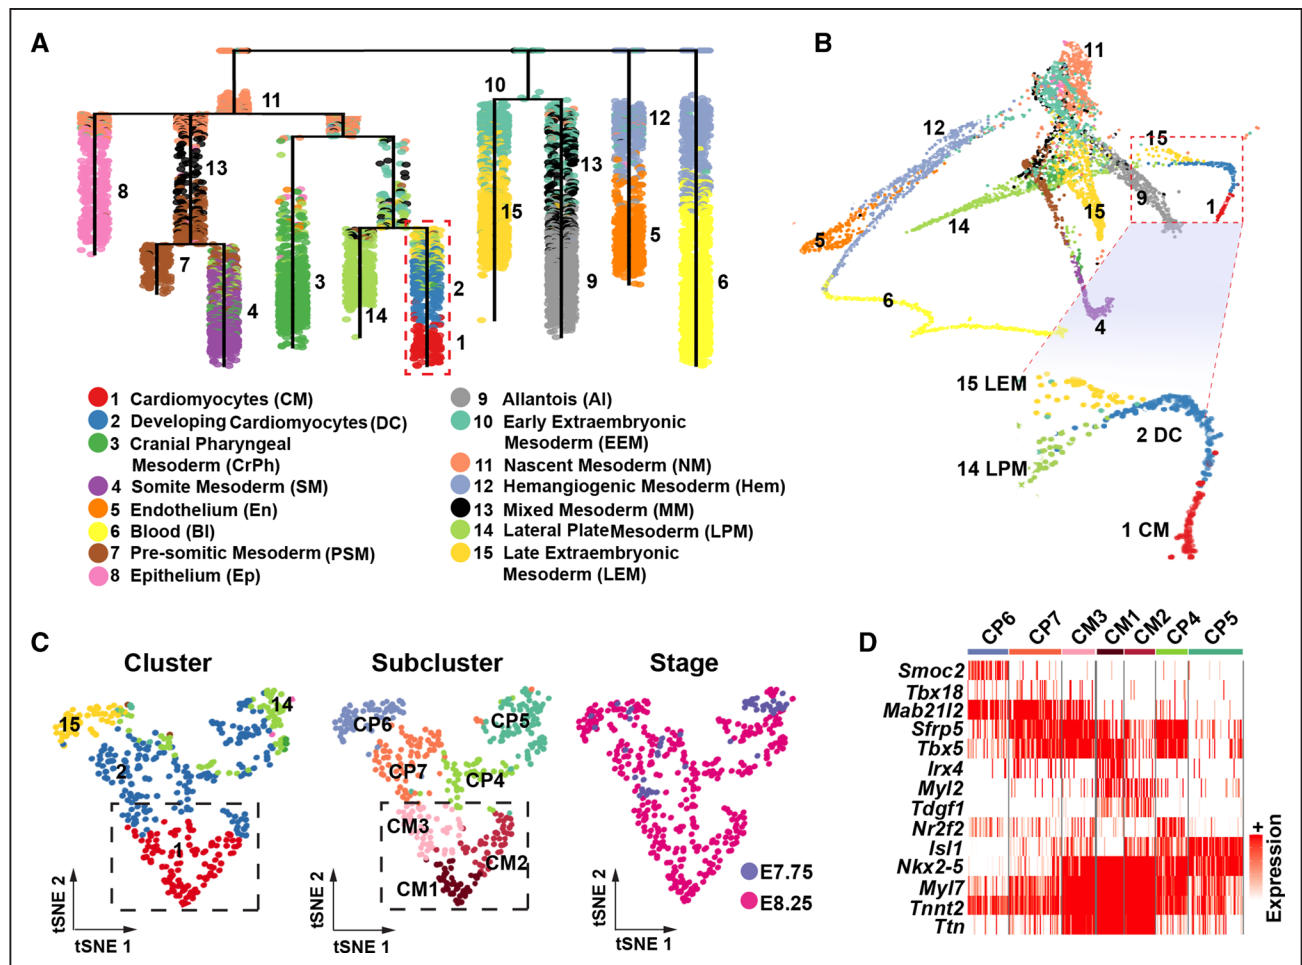 A
10
11
12
13
13
8
15
5
7
9
6
3
2
4
14
1
B
11
12
15
9
1
14
15
5
6
4
15 LEM
2 DC
14 LPM
1 CM
1 Cardiomyocytes (CM)
2 Developing Cardiomyocytes (DC)
3 Cranial Pharyngeal
Mesoderm (CrPh)
4 Somite Mesoderm (SM)
5 Endothelium (En)
6 Blood (Bl)
7 Pre-somitic Mesoderm (PSM)
8 Epithelium (Ep)
9 Allantois (Al)
10 Early Extraembryonic
Mesoderm (EEM)
11 Nascent Mesoderm (NM)
12 Hemangiogenic Mesoderm (Hem)
13 Mixed Mesoderm (MM)
14 Lateral Plate Mesoderm (LPM)
15 Late Extraembryonic
Mesoderm (LEM)
C
Cluster
15
14
2
1
tSNE 2
tSNE 1
Subcluster
CP6
CP5
CP7
CP4
CM3
CM2
CM1
tSNE 2
tSNE 1
Stage
E7.75
E8.25
tSNE 2
tSNE 1
D
CP6 CP7 CM3 CM1 CM2 CP4 CP5
Smoc2
Tbx18
Mab21l2
Sfrp5
Tbx5
Irx4
Myl2
Tdgf1
Nr2f2
Isl1
Nkx2-5
Myl7
Tnnt2
Ttn
+
Expression